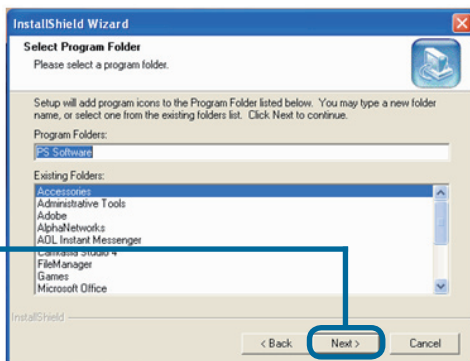 InstallShield Wizard
Select Program Folder
Please select a program folder.
Setup will add program icons to the Program Folder listed below. You may type a new folder
name, or select one from the existing folders list. Click Next to continue.
Program Folders:
PS Software
Existing Folders:
Accessories
Administrative Tools
Adobe
AlphaNetworks
AOL Instant Messenger
Camtasia Studio 4
FileManager
Games
Microsoft Office
InstallShield
< Back Next > Cancel